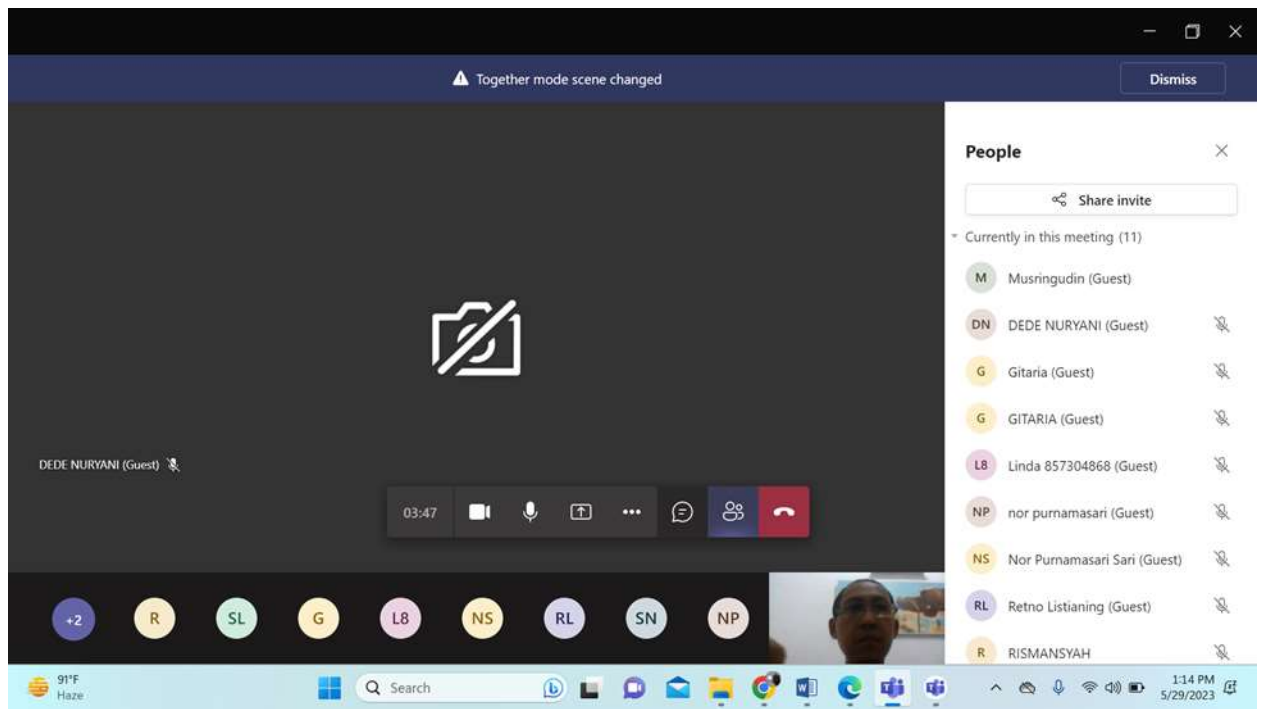 Together mode scene changed
Dismiss
People
Share invite
Currently in this meeting (11)
M Musringudin (Guest)
DN DEDE NURYANI (Guest)
G Gitaria (Guest)
G GITARIA (Guest)
L8 Linda 857304868 (Guest)
NP nor purnamasari (Guest)
NS Nor Purnamasari Sari (Guest)
RL Retno Listianing (Guest)
R RISMANSYAH
DEDE NURYANI (Guest)
03:47
+2 R SL G L8 NS RL SN NP
91°F
Haze
Search
1:14 PM
5/29/2023